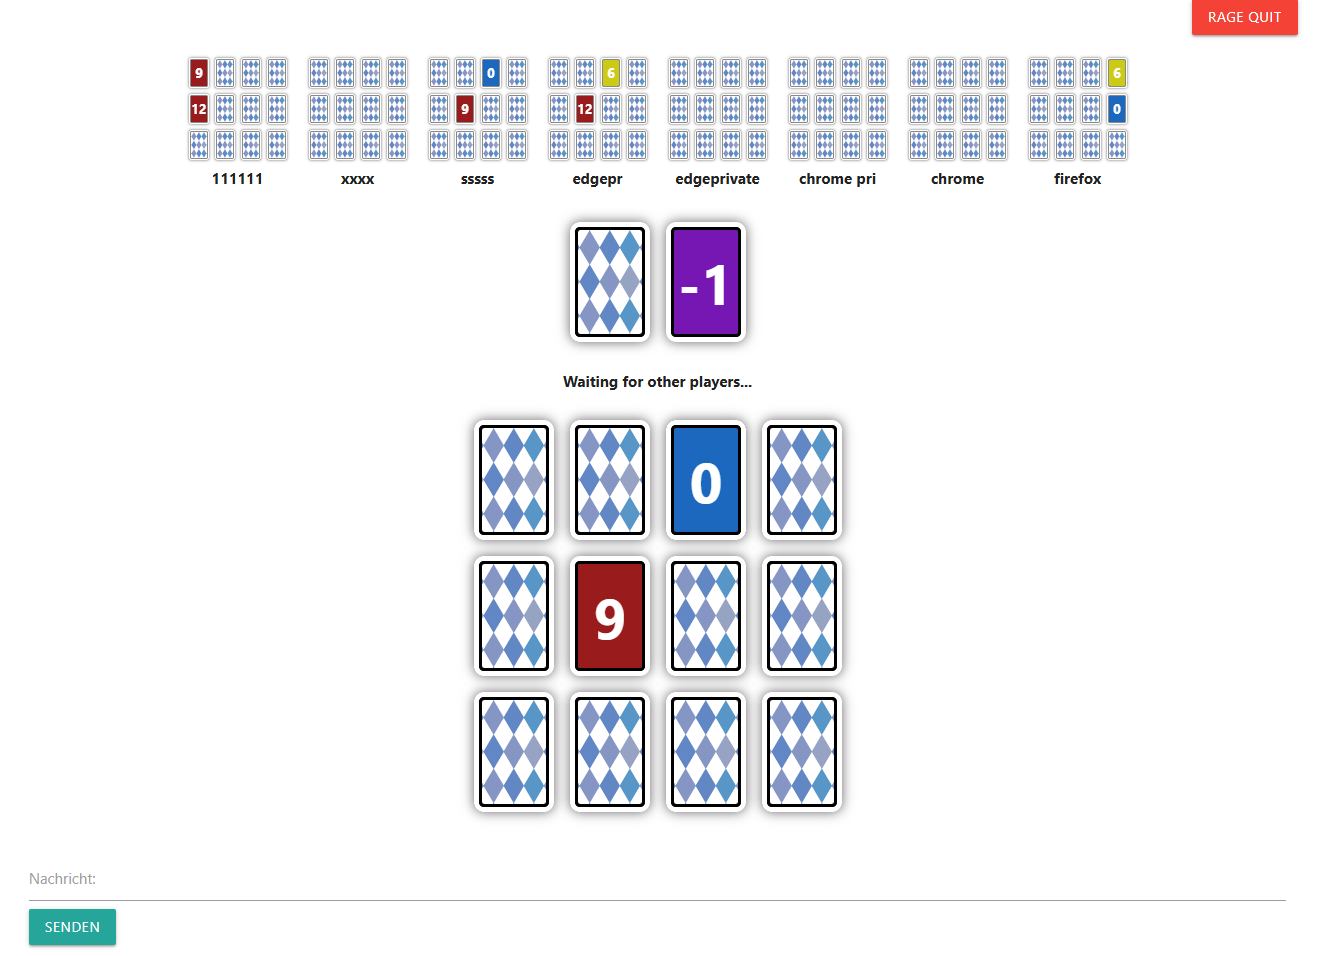 RAGE QUIT
9 0 6 6
12 9 12 0
111111 xxxx sssss edgepr edgeprivate chrome pri chrome firefox
-1
Waiting for other players...
0
9
Nachricht:
SENDEN